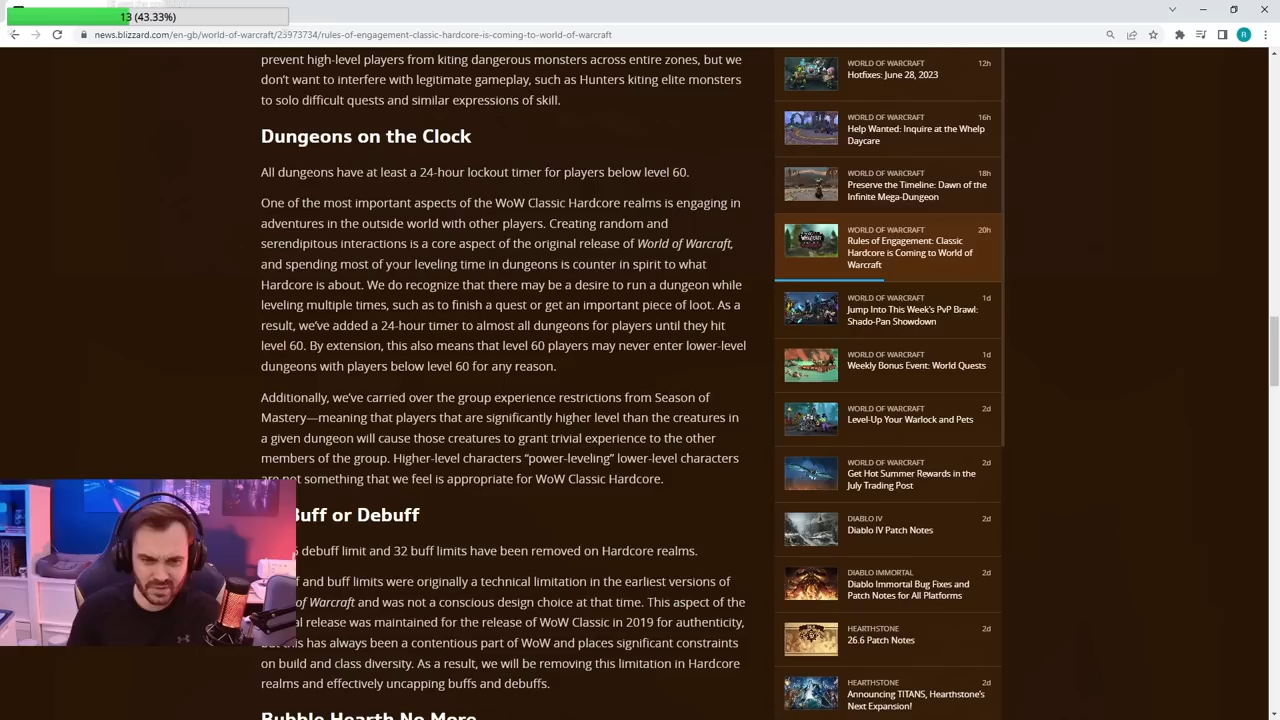 13 (43.33%)
news.blizzard.com/en-gb/world-of-warcraft/23973734/rules-of-engagement-classic-hardcore-is-coming-to-world-of-warcraft
R
prevent high-level players from kiting dangerous monsters across entire zones, but we
don't want to interfere with legitimate gameplay, such as Hunters kiting elite monsters
to solo difficult quests and similar expressions of skill.
Dungeons on the Clock
All dungeons have at least a 24-hour lockout timer for players below level 60.
One of the most important aspects of the WoW Classic Hardcore realms is engaging in
adventures in the outside world with other players. Creating random and
serendipitous interactions is a core aspect of the original release of World of Warcraft,
and spending most of your leveling time in dungeons is counter in spirit to what
Hardcore is about. We do recognize that there may be a desire to run a dungeon while
leveling multiple times, such as to finish a quest or get an important piece of loot. As a
result, we've added a 24-hour timer to almost all dungeons for players until they hit
level 60. By extension, this also means that level 60 players may never enter lower-level
dungeons with players below level 60 for any reason.
Additionally, we've carried over the group experience restrictions from Season of
Mastery—meaning that players that are significantly higher level than the creatures in
a given dungeon will cause those creatures to grant trivial experience to the other
members of the group. Higher-level characters “power-leveling” lower-level characters
are not something that we feel is appropriate for WoW Classic Hardcore.
Buff or Debuff
debuff limit and 32 buff limits have been removed on Hardcore realms.
and buff limits were originally a technical limitation in the earliest versions of
of Warcraft and was not a conscious design choice at that time. This aspect of the
release was maintained for the release of WoW Classic in 2019 for authenticity,
but this has always been a contentious part of WoW and places significant constraints
on build and class diversity. As a result, we will be removing this limitation in Hardcore
realms and effectively uncapping buffs and debuffs.
Bubble Hearth No More
WORLD OF WARCRAFT 12h
Hotfixes: June 28, 2023
WORLD OF WARCRAFT 16h
Help Wanted: Inquire at the Whelp
Daycare
WORLD OF WARCRAFT 18h
Preserve the Timeline: Dawn of the
Infinite Mega-Dungeon
WORLD OF WARCRAFT 20h
Rules of Engagement: Classic
Hardcore is Coming to World of
Warcraft
WORLD OF WARCRAFT 1d
Jump Into This Week's PvP Brawl:
Shado-Pan Showdown
WORLD OF WARCRAFT 1d
Weekly Bonus Event: World Quests
WORLD OF WARCRAFT 2d
Level-Up Your Warlock and Pets
WORLD OF WARCRAFT 2d
Get Hot Summer Rewards in the
July Trading Post
DIABLO IV 2d
Diablo IV Patch Notes
DIABLO IMMORTAL 2d
Diablo Immortal Bug Fixes and
Patch Notes for All Platforms
HEARTHSTONE 2d
26.6 Patch Notes
HEARTHSTONE 2d
Announcing TITANS, Hearthstone's
Next Expansion!